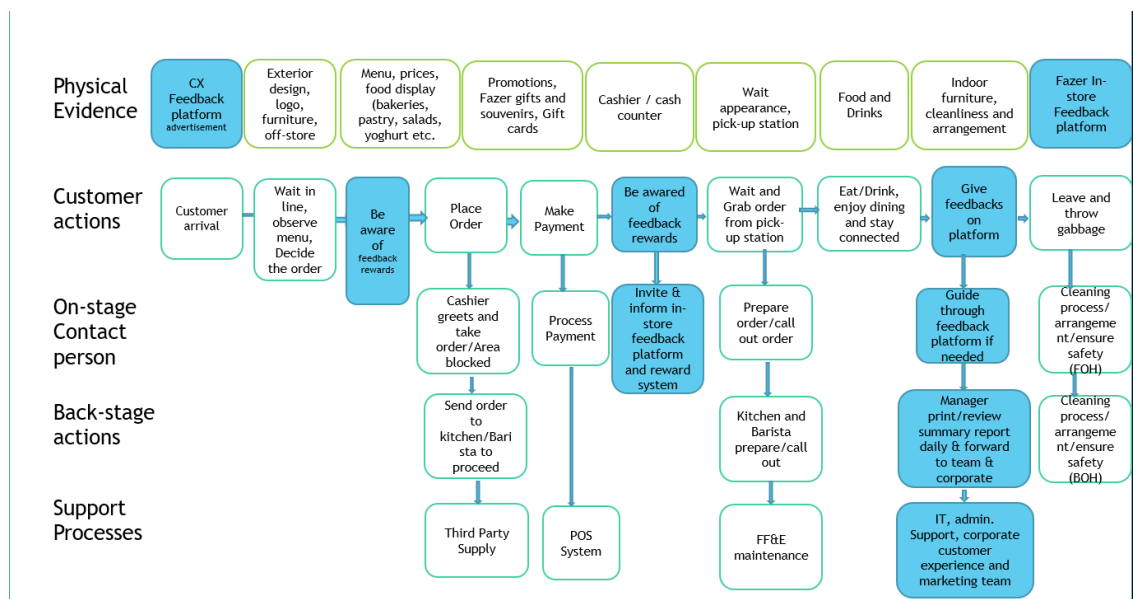 Physical
Evidence
CX
Feedback
platform
advertisement
Exterior
design,
logo,
furniture,
off-store
Menu, prices,
food display
(bakeries,
pastry, salads,
yoghurt etc.
Promotions,
Fazer gifts and
souvenirs, Gift
cards
Cashier / cash
counter
Wait
appearance,
pick-up station
Food and
Drinks
Indoor
furniture,
cleanliness and
arrangement
Fazer In-
store
Feedback
platform
Customer
actions
Customer
arrival
Wait in
line,
observe
menu,
Decide
the order
Be
aware
of
feedback
rewards
Place
Order
Make
Payment
Be awared
of
feedback
rewards
Wait and
Grab order
from pick-
up station
Eat/Drink,
enjoy dining
and stay
connected
Give
feedbacks
on
platform
Leave and
throw
gabbage
On-stage
Contact
person
Cashier
greets and
take
order/Area
blocked
Process
Payment
Invite &
inform in-
store
feedback
platform
and reward
system
Prepare
order/call
out order
Guide
through
feedback
platform if
needed
Cleaning
process/
arrangeme
nt/ensure
safety
(FOH)
Back-stage
actions
Send order
to
kitchen/Bari
sta to
proceed
Kitchen and
Barista
prepare/call
out
Manager
print/review
summary report
daily & forward
to team &
corporate
Cleaning
process/
arrangeme
nt/ensure
safety
(BOH)
Support
Processes
Third Party
Supply
POS
System
FF&E
maintenance
IT, admin.
Support, corporate
customer
experience and
marketing team